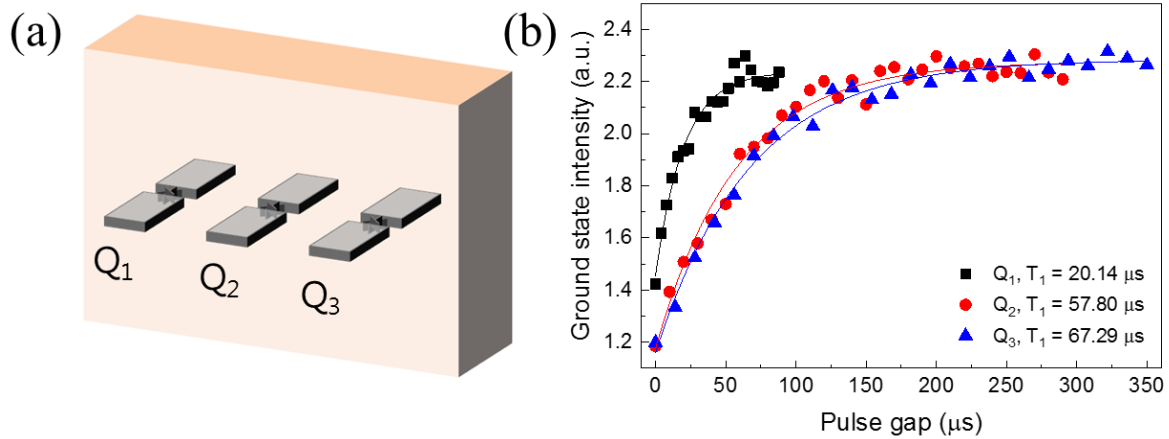 (a)
Q₁
Q₂
Q₃
(b)
Ground state intensity (a.u.)
2.4
2.2
2.0
1.8
1.6
1.4
1.2
Q₁, T₁ = 20.14 μs
Q₂, T₁ = 57.80 μs
Q₃, T₁ = 67.29 μs
0 50 100 150 200 250 300 350
Pulse gap (μs)